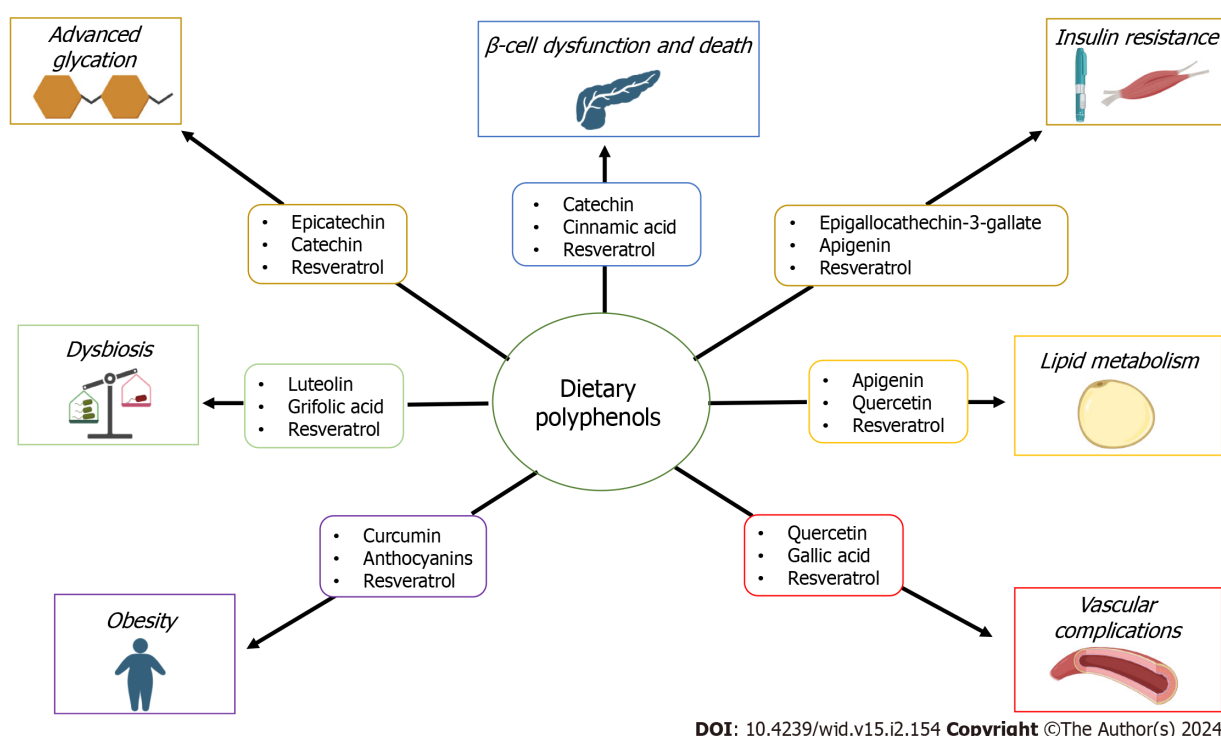 Advanced
glycation
β-cell dysfunction and death
Insulin resistance
• Epicatechin
• Catechin
• Resveratrol
• Catechin
• Cinnamic acid
• Resveratrol
• Epigallocathechin-3-gallate
• Apigenin
• Resveratrol
Dysbiosis
• Luteolin
• Grifolic acid
• Resveratrol
Dietary
polyphenols
• Apigenin
• Quercetin
• Resveratrol
Lipid metabolism
• Curcumin
• Anthocyanins
• Resveratrol
• Quercetin
• Gallic acid
• Resveratrol
Obesity
Vascular
complications
DOI: 10.4239/wjd.v15.i2.154 Copyright ©The Author(s) 2024